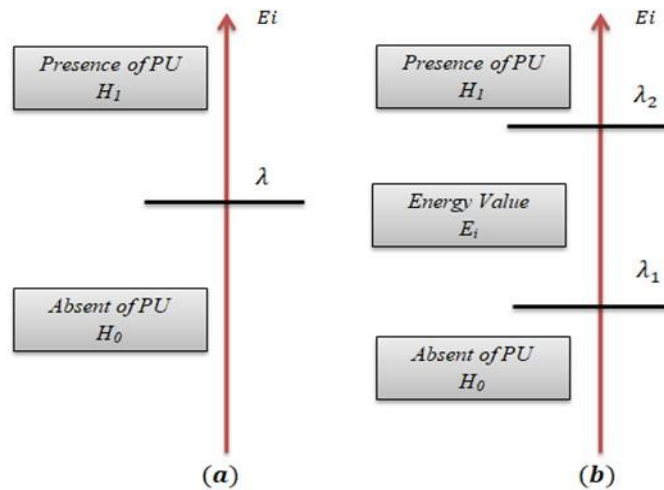 Ei
Presence of PU
H1
λ
Absent of PU
H0
(a)
Ei
Presence of PU
H1
λ2
Energy Value
Ei
λ1
Absent of PU
H0
(b)